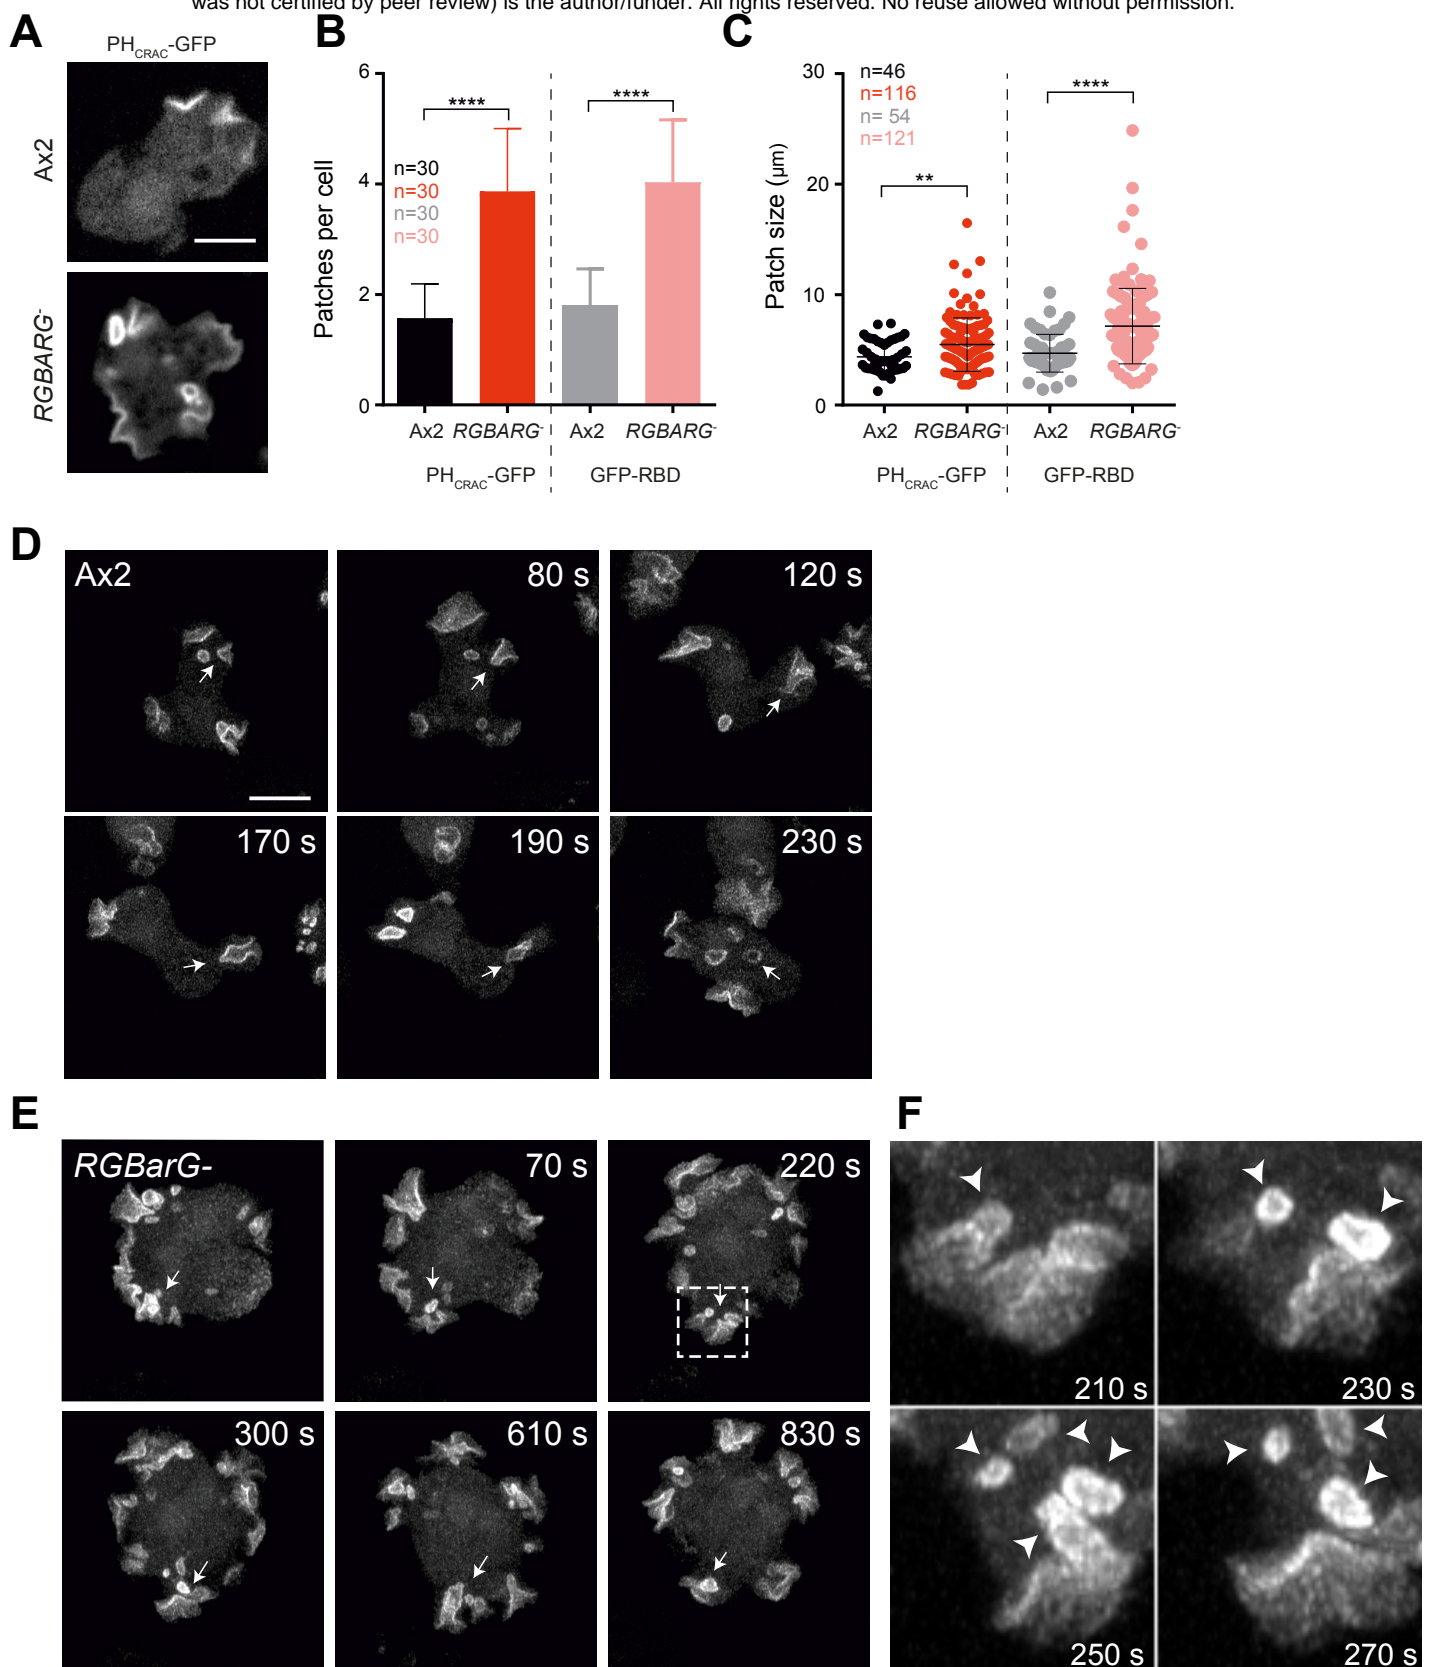 was not certified by peer review) is the author/funder. All rights reserved. No reuse allowed without permission.
A
PHCRAC-GFP
Ax2
RGBARG-
B
Patches per cell
6
4
2
0
****
****
n=30
n=30
n=30
n=30
Ax2 RGBARG- Ax2 RGBARG-
PHCRAC-GFP GFP-RBD
C
Patch size (μm)
30
20
10
0
n=46
n=116
n= 54
n=121
**
****
Ax2 RGBARG- Ax2 RGBARG-
PHCRAC-GFP GFP-RBD
D
Ax2
80 s
120 s
170 s
190 s
230 s
E
RGBarG-
70 s
220 s
300 s
610 s
830 s
F
210 s
230 s
250 s
270 s